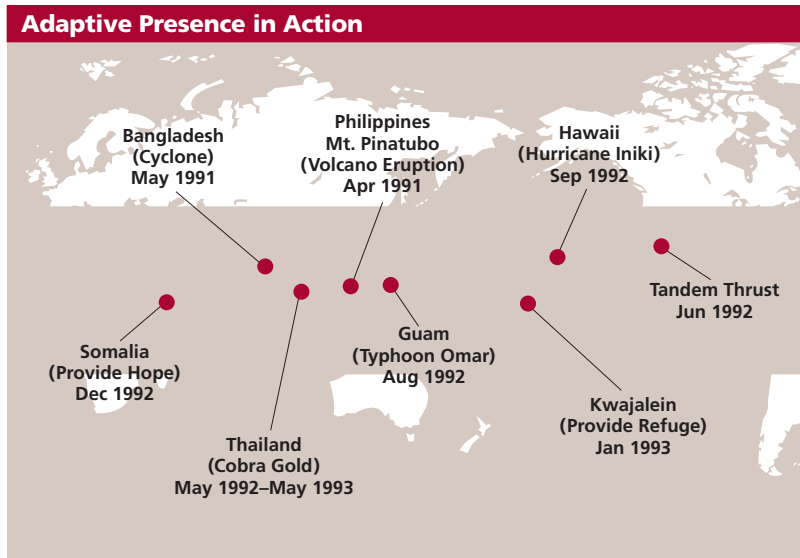 Adaptive Presence in Action
Bangladesh
(Cyclone)
May 1991
Philippines
Mt. Pinatubo
(Volcano Eruption)
Apr 1991
Hawaii
(Hurricane Iniki)
Sep 1992
Tandem Thrust
Jun 1992
Somalia
(Provide Hope)
Dec 1992
Guam
(Typhoon Omar)
Aug 1992
Kwajalein
(Provide Refuge)
Jan 1993
Thailand
(Cobra Gold)
May 1992–May 1993